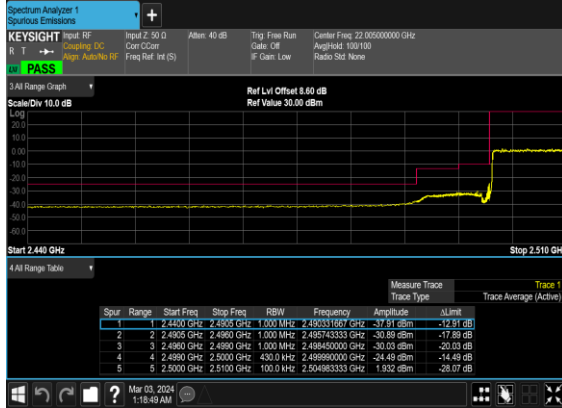 Spectrum Analyzer 1
Spurious Emissions
+
KEYSIGHT Input: RF Input Z: 50 Ω Atten: 40 dB Trig: Free Run Center Freq: 22.005000000 GHz
R T Coupling: DC Corr CCorr Gate: Off Avg|Hold: 100/100
Align: Auto/No RF Freq Ref: Int (S) IF Gain: Low Radio Std: None
PASS
3 All Range Graph Ref Lvl Offset 8.60 dB
Scale/Div 10.0 dB Ref Value 30.00 dBm
Log
20.0
10.0
0.00
-10.0
-20.0
-30.0
-40.0
-50.0
-60.0
Start 2.440 GHz Stop 2.510 GH
4 All Range Table
Measure Trace Trace 1
Trace Type Trace Average (Active)
Spur Range Start Freq Stop Freq RBW Frequency Amplitude ΔLimit
1 1 2.4400 GHz 2.4905 GHz 1.000 MHz 2.490331667 GHz -37.91 dBm -12.91 dB
2 2 2.4905 GHz 2.4960 GHz 1.000 MHz 2.495743333 GHz -30.89 dBm -17.89 dB
3 3 2.4960 GHz 2.4990 GHz 1.000 MHz 2.498450000 GHz -30.03 dBm -20.03 dB
4 4 2.4990 GHz 2.5000 GHz 430.0 kHz 2.499990000 GHz -24.49 dBm -14.49 dB
5 5 2.5000 GHz 2.5100 GHz 100.0 kHz 2.504983333 GHz 1.932 dBm -28.07 dB
? Mar 03, 2024
1:18:49 AM